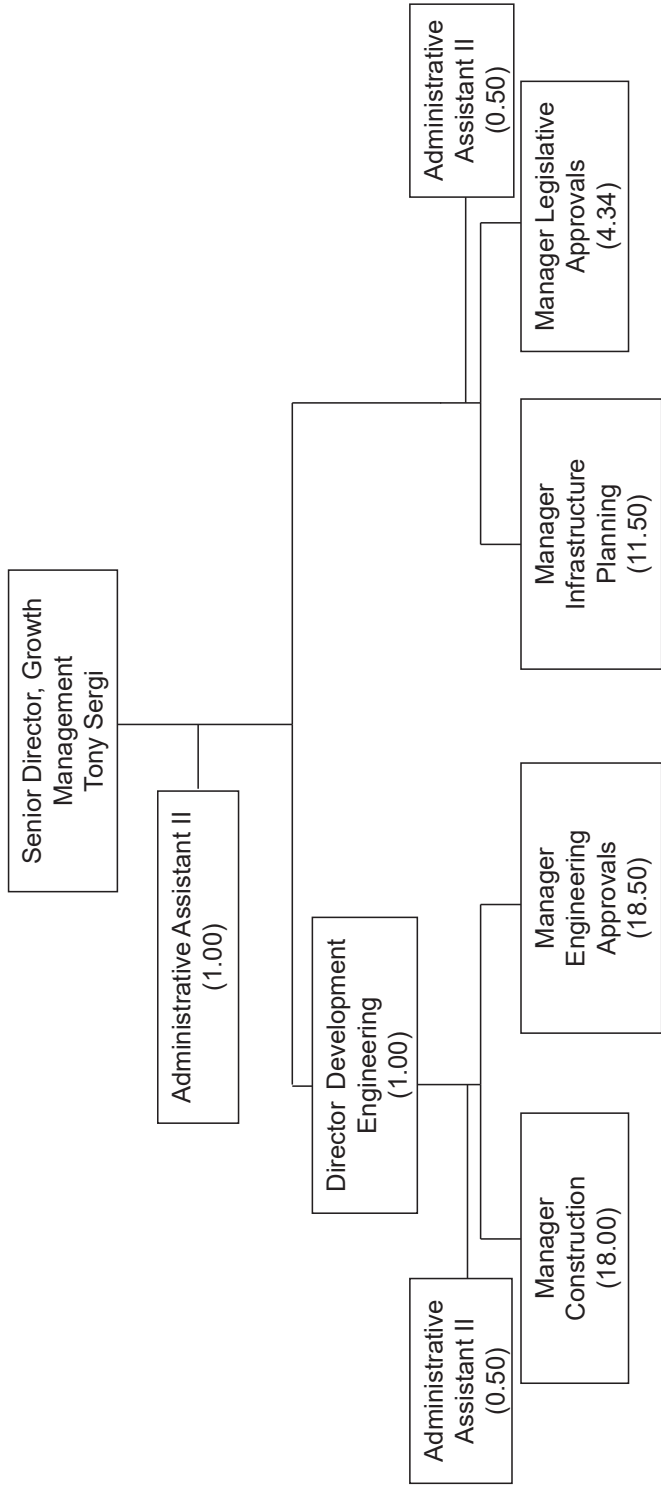 Senior Director, Growth
Management
Tony Sergi
Administrative Assistant II
(1.00)
Director Development
Engineering
(1.00)
Administrative
Assistant II
(0.50)
Administrative
Assistant II
(0.50)
Manager
Construction
(18.00)
Manager
Engineering
Approvals
(18.50)
Manager
Infrastructure
Planning
(11.50)
Manager Legislative
Approvals
(4.34)